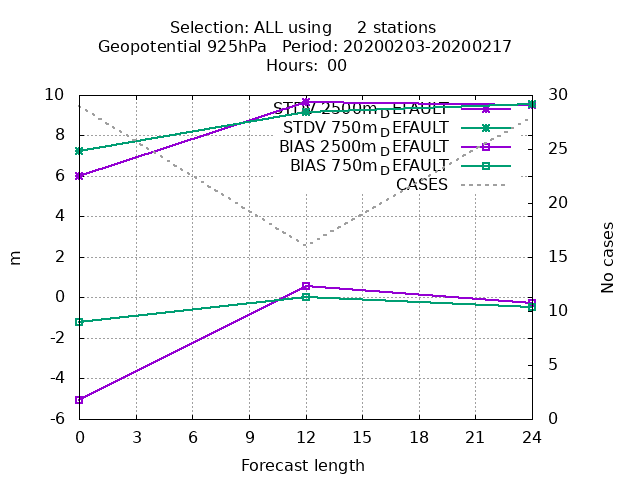 Selection: ALL using 2 stations
Geopotential 925hPa Period: 20200203-20200217
Hours: 00
10
8
6
4
2
0
-2
-4
-6
m
STDV 2500m_DEFAULT
STDV 750m_DEFAULT
BIAS 2500m_DEFAULT
BIAS 750m_DEFAULT
CASES
30
25
20
15
10
5
0
No cases
0 3 6 9 12 15 18 21 24
Forecast length